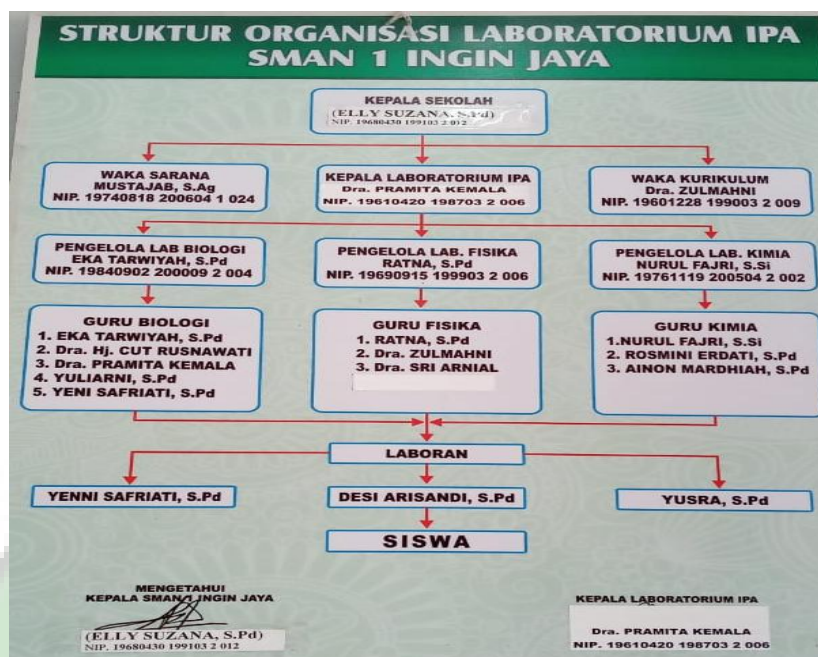 STRUKTUR ORGANISASI LABORATORIUM IPA
SMAN 1 INGIN JAYA
KEPALA SEKOLAH
(ELLY SUZANA, S.Pd)
NIP. 19680430 199103 2 012
WAKA SARANA
MUSTAJAB, S.Ag
NIP. 19740818 200604 1 024
KEPALA LABORATORIUM IPA
Dra. PRAMITA KEMALA
NIP. 19610420 198703 2 006
WAKA KURIKULUM
Dra. ZULMAHNI
NIP. 19601228 199003 2 009
PENGELOLA LAB BIOLOGI
EKA TARWIYAH, S.Pd
NIP. 19840902 200009 2 004
PENGELOLA LAB. FISIKA
RATNA, S.Pd
NIP. 19690915 199903 2 006
PENGELOLA LAB. KIMIA
NURUL FAJRI, S.Si
NIP. 19761119 200504 2 002
GURU BIOLOGI
1. EKA TARWIYAH, S.Pd
2. Dra. Hj. CUT RUSNAWATI
3. Dra. PRAMITA KEMALA
4. YULIARNI, S.Pd
5. YENI SAFRIATI, S.Pd
GURU FISIKA
1. RATNA, S.Pd
2. Dra. ZULMAHNI
3. Dra. SRI ARNIAL
GURU KIMIA
1.NURUL FAJRI, S.Si
2. ROSMINI ERDATI, S.Pd
3. AINON MARDHIAH, S.Pd
LABORAN
YENNI SAFRIATI, S.Pd
DESI ARISANDI, S.Pd
YUSRA, S.Pd
SISWA
MENGETAHUI
KEPALA SMAN 1 INGIN JAYA
(ELLY SUZANA, S.Pd)
NIP. 19680430 199103 2 012
KEPALA LABORATORIUM IPA
Dra. PRAMITA KEMALA
NIP. 19610420 198703 2 006